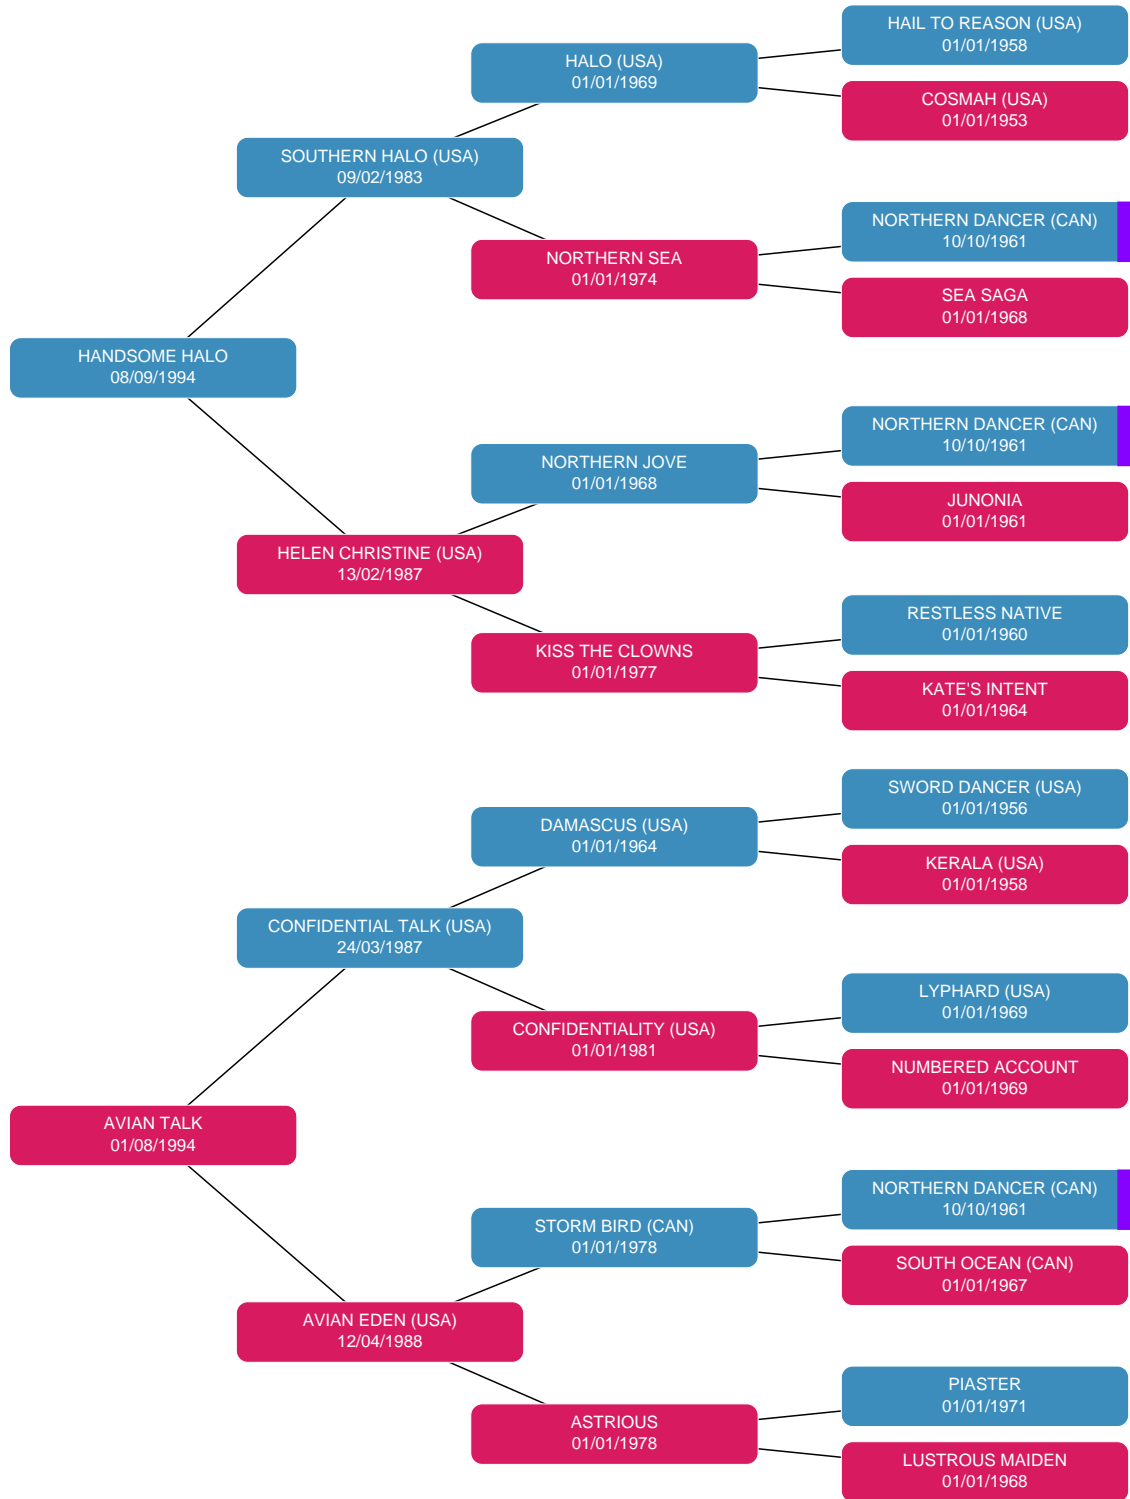 HAIL TO REASON (USA)
01/01/1958
HALO (USA)
01/01/1969
COSMAH (USA)
01/01/1953
SOUTHERN HALO (USA)
09/02/1983
NORTHERN DANCER (CAN)
10/10/1961
NORTHERN SEA
01/01/1974
SEA SAGA
01/01/1968
HANDSOME HALO
08/09/1994
NORTHERN DANCER (CAN)
10/10/1961
NORTHERN JOVE
01/01/1968
JUNONIA
01/01/1961
HELEN CHRISTINE (USA)
13/02/1987
RESTLESS NATIVE
01/01/1960
KISS THE CLOWNS
01/01/1977
KATE'S INTENT
01/01/1964
SWORD DANCER (USA)
01/01/1956
DAMASCUS (USA)
01/01/1964
KERALA (USA)
01/01/1958
CONFIDENTIAL TALK (USA)
24/03/1987
LYPHARD (USA)
01/01/1969
CONFIDENTIALITY (USA)
01/01/1981
NUMBERED ACCOUNT
01/01/1969
AVIAN TALK
01/08/1994
NORTHERN DANCER (CAN)
10/10/1961
STORM BIRD (CAN)
01/01/1978
SOUTH OCEAN (CAN)
01/01/1967
AVIAN EDEN (USA)
12/04/1988
PIASTER
01/01/1971
ASTRIOUS
01/01/1978
LUSTROUS MAIDEN
01/01/1968